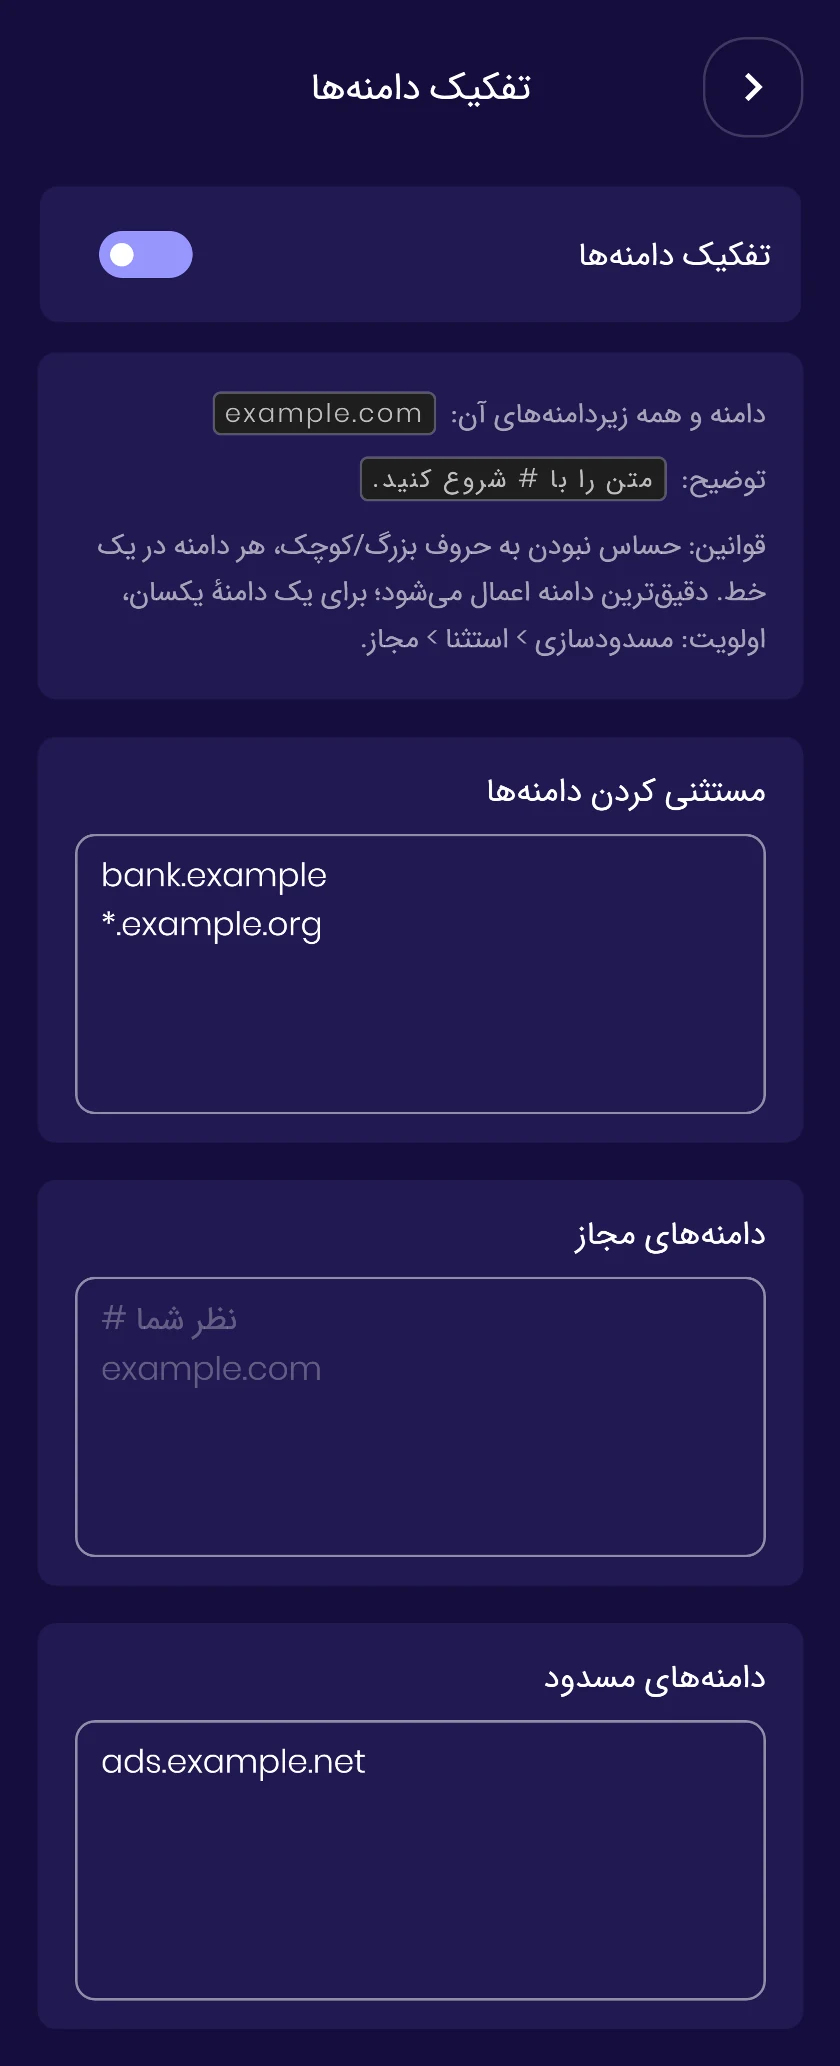 تفکیک دامنه‌ها
تفکیک دامنه‌ها
دامنه و همه زیردامنه‌های آن: example.com
توضیح: متن را با # شروع کنید.
قوانین: حساس نبودن به حروف بزرگ/کوچک، هر دامنه در یک
خط. دقیق‌ترین دامنه اعمال می‌شود؛ برای یک دامنهٔ یکسان،
اولویت: مسدودسازی > استثنا > مجاز.
مستثنی کردن دامنه‌ها
bank.example
*.example.org
دامنه‌های مجاز
# نظر شما
example.com
دامنه‌های مسدود
ads.example.net